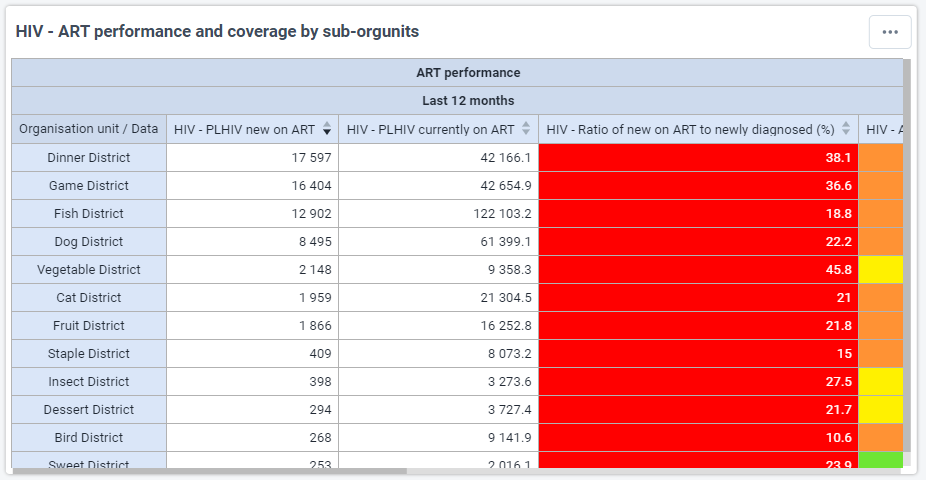 HIV - ART performance and coverage by sub-orgunits
ART performance
Last 12 months
Organisation unit / Data HIV - PLHIV new on ART HIV - PLHIV currently on ART HIV - Ratio of new on ART to newly diagnosed (%) HIV - A
Dinner District 17 597 42 166.1 38.1
Game District 16 404 42 654.9 36.6
Fish District 12 902 122 103.2 18.8
Dog District 8 495 61 399.1 22.2
Vegetable District 2 148 9 358.3 45.8
Cat District 1 959 21 304.5 21
Fruit District 1 866 16 252.8 21.8
Staple District 409 8 073.2 15
Insect District 398 3 273.6 27.5
Dessert District 294 3 727.4 21.7
Bird District 268 9 141.9 10.6
Sweet District 253 2 016.1 23.9